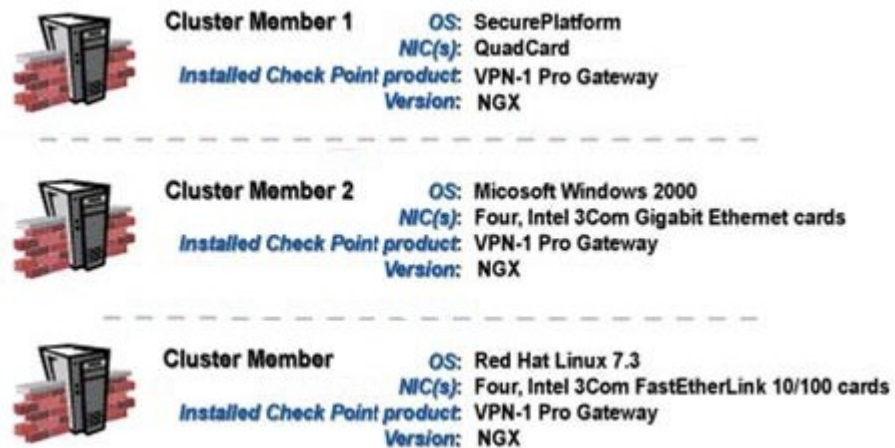 Cluster Member 1 OS: SecurePlatform
NIC(s): QuadCard
Installed Check Point product: VPN-1 Pro Gateway
Version: NGX
Cluster Member 2 OS: Micosoft Windows 2000
NIC(s): Four, Intel 3Com Gigabit Ethernet cards
Installed Check Point product: VPN-1 Pro Gateway
Version: NGX
Cluster Member OS: Red Hat Linux 7.3
NIC(s): Four, Intel 3Com FastEtherLink 10/100 cards
Installed Check Point product: VPN-1 Pro Gateway
Version: NGX